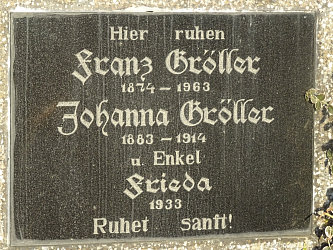 Hier ruhen
Franz Gröller
1874 – 1963
Johanna Gröller
1883 – 1914
u. Enkel
Frieda
1933
Ruhet sanft!